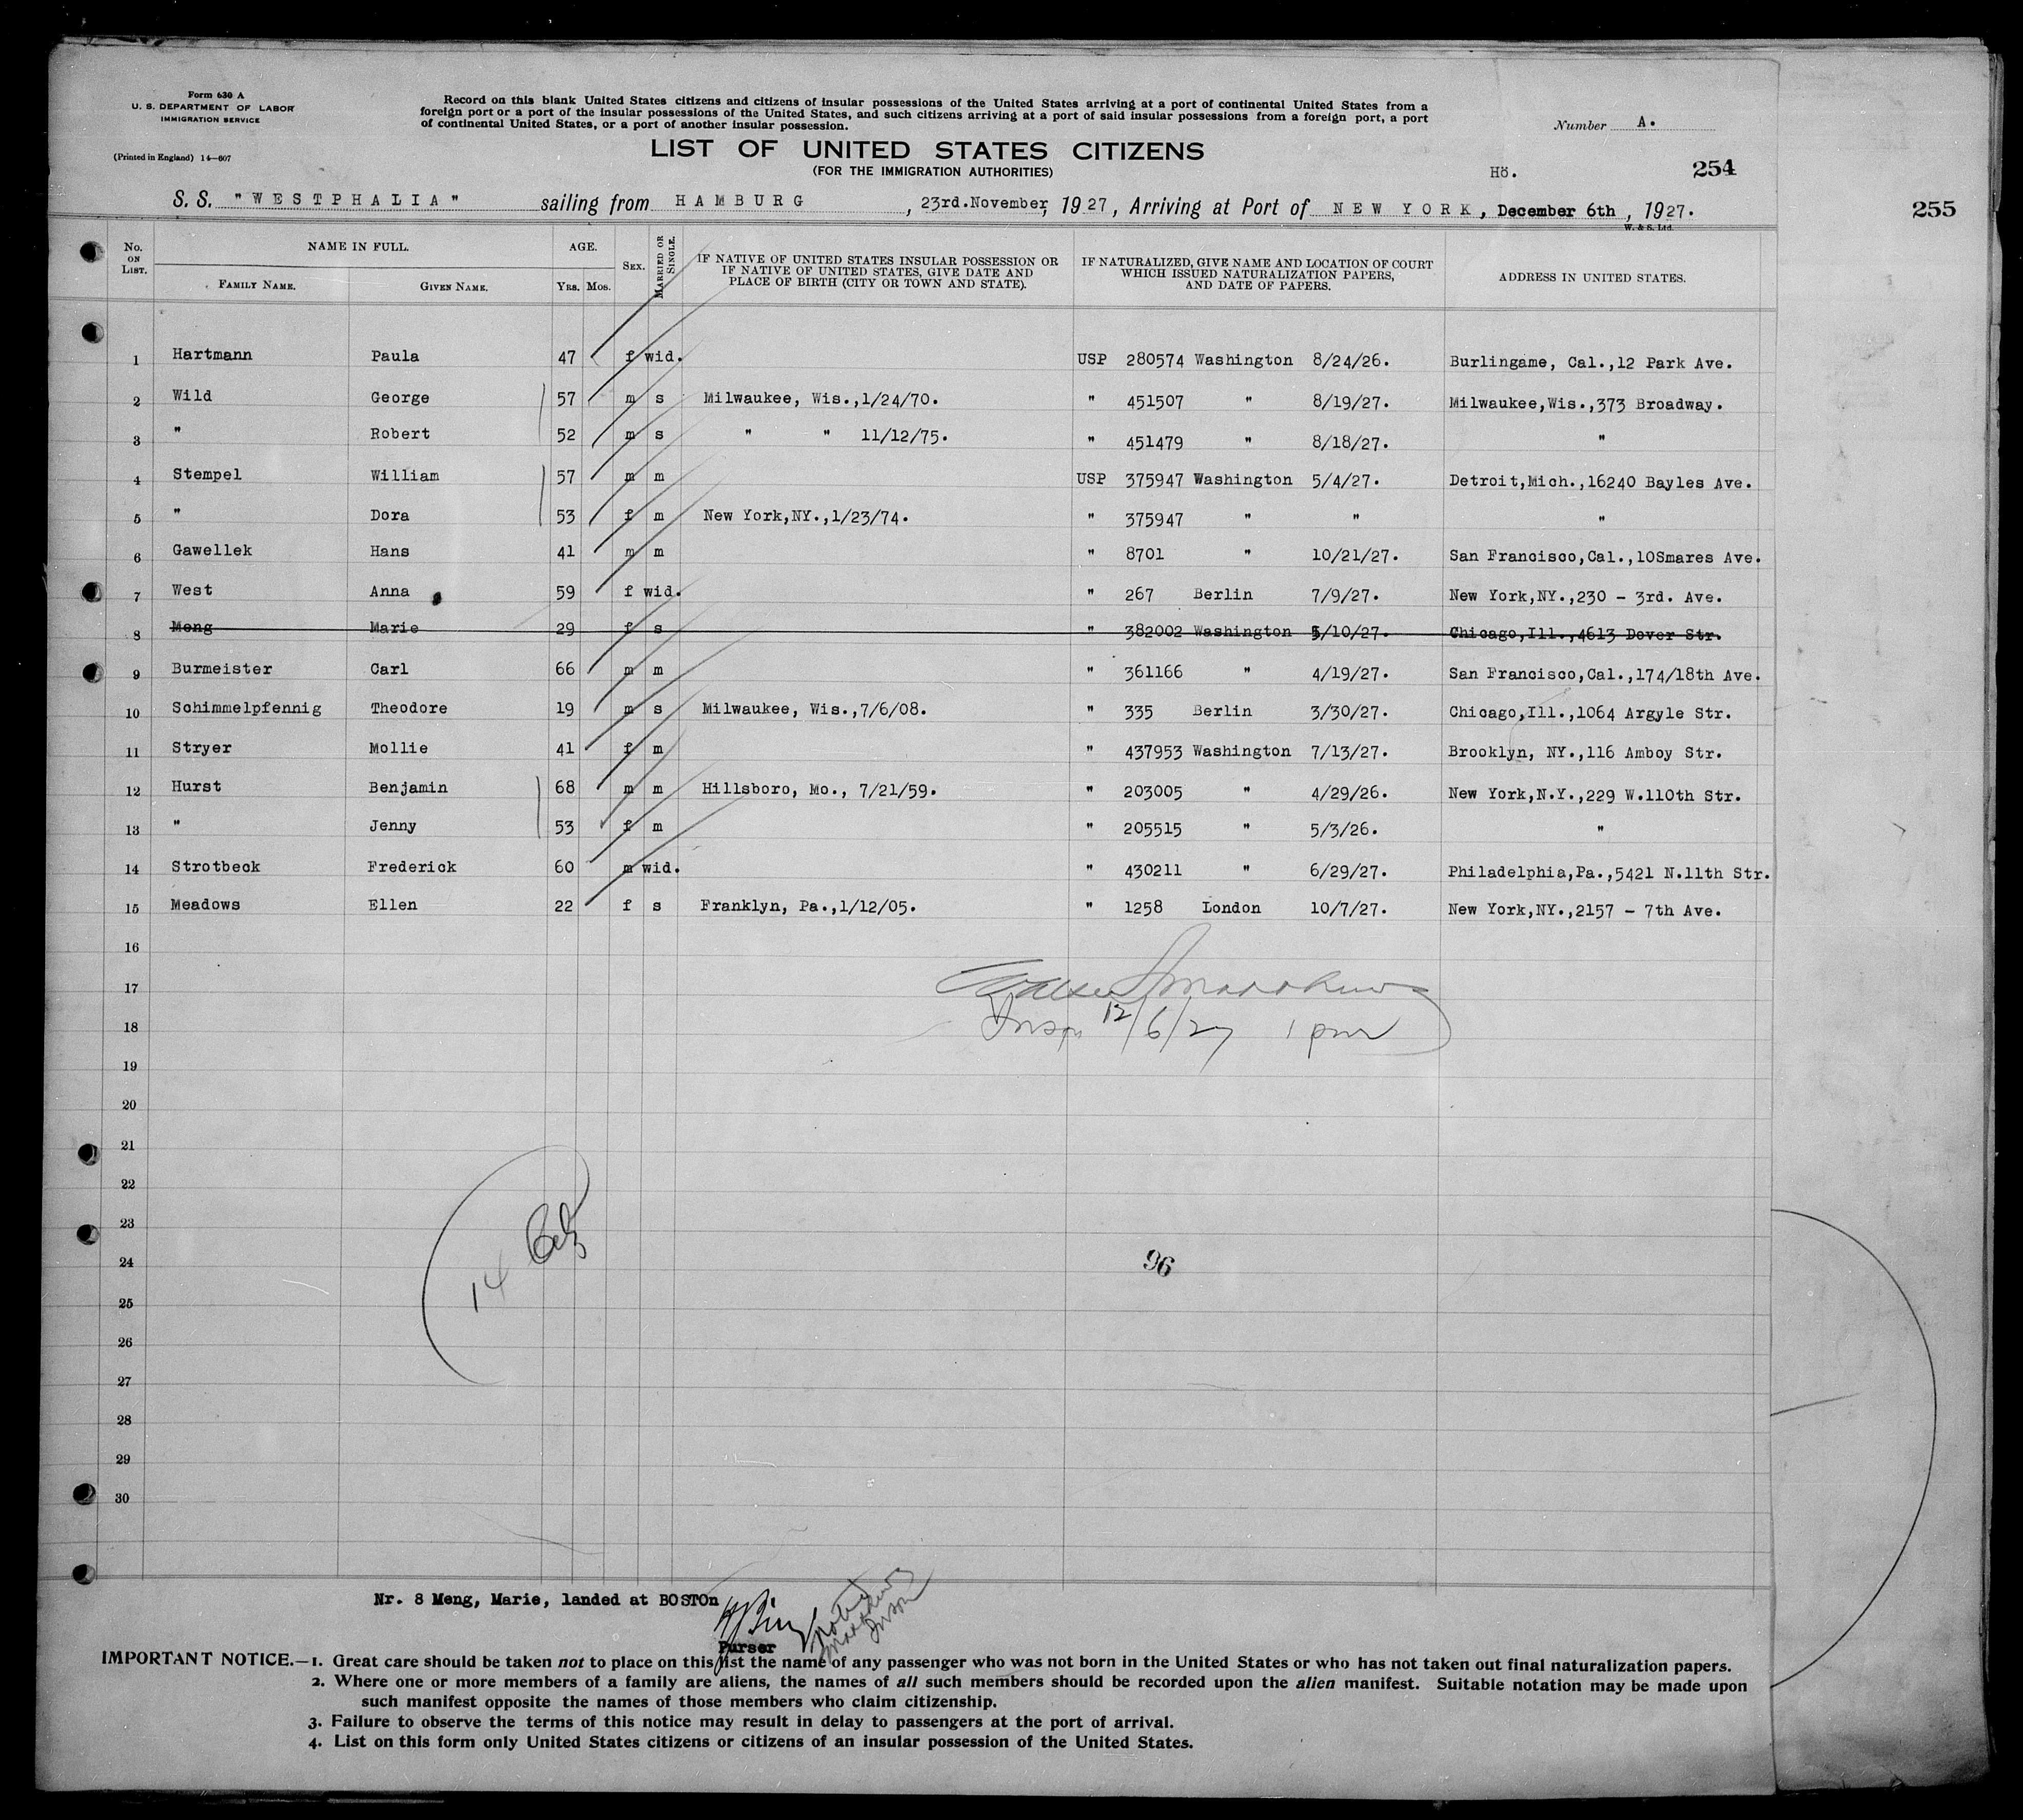 Form 630 A
U. S. DEPARTMENT OF LABOR
IMMIGRATION SERVICE
(Printed in England) 14—607
Record on this blank United States citizens and citizens of insular possessions of the United States arriving at a port of continental United States from a
foreign port or a port of the insular possessions of the United States, and such citizens arriving at a port of said insular possessions from a foreign port, a port
of continental United States, or a port of another insular possession.
Number A.
LIST OF UNITED STATES CITIZENS
(FOR THE IMMIGRATION AUTHORITIES)
Hö. 254
S. S. "WESTPHALIA" sailing from HAMBURG, 23rd.November, 1927, Arriving at Port of NEW YORK, December 6th, 1927.
255
W. & S. Ltd.
No. ON LIST. NAME IN FULL. AGE. SEX. MARRIED OR SINGLE. IF NATIVE OF UNITED STATES INSULAR POSSESSION OR IF NATIVE OF UNITED STATES, GIVE DATE AND PLACE OF BIRTH (CITY OR TOWN AND STATE). IF NATURALIZED, GIVE NAME AND LOCATION OF COURT WHICH ISSUED NATURALIZATION PAPERS, AND DATE OF PAPERS. ADDRESS IN UNITED STATES.
FAMILY NAME. GIVEN NAME. Yrs. Mos.
1 Hartmann Paula 47 f wid. USP 280574 Washington 8/24/26. Burlingame, Cal.,12 Park Ave.
2 Wild George 57 m s Milwaukee, Wis.,1/24/70. " 451507 " 8/19/27. Milwaukee,Wis.,373 Broadway.
3 " Robert 52 m s " " 11/12/75. " 451479 " 8/18/27. "
4 Stempel William 57 m m USP 375947 Washington 5/4/27. Detroit,Mich.,16240 Bayles Ave.
5 " Dora 53 f m New York,NY.,1/23/74. " 375947 " " "
6 Gawellek Hans 41 m m " 8701 " 10/21/27. San Francisco,Cal.,10Smares Ave.
7 West Anna 59 f wid. " 267 Berlin 7/9/27. New York,NY.,230 - 3rd. Ave.
8 Meng Marie 29 f s " 382002 Washington 5/10/27. Chicago,Ill.,4613 Dover Str.
9 Burmeister Carl 66 m m " 361166 " 4/19/27. San Francisco,Cal.,174/18th Ave.
10 Schimmelpfennig Theodore 19 m s Milwaukee, Wis.,7/6/08. " 335 Berlin 3/30/27. Chicago,Ill.,1064 Argyle Str.
11 Stryer Mollie 41 f m " 437953 Washington 7/13/27. Brooklyn, NY.,116 Amboy Str.
12 Hurst Benjamin 68 m m Hillsboro, Mo., 7/21/59. " 203005 " 4/29/26. New York,N.Y.,229 W.110th Str.
13 " Jenny 53 f m " 205515 " 5/3/26. "
14 Strotbeck Frederick 60 m wid. " 430211 " 6/29/27. Philadelphia,Pa.,5421 N.11th Str.
15 Meadows Ellen 22 f s Franklyn, Pa.,1/12/05. " 1258 London 10/7/27. New York,NY.,2157 - 7th Ave.
16
17
18 Insp 12/6/27 1 pm
19
20
21
22
23
24 96
25 14
26
27
28
29
30
Nr. 8 Meng, Marie, landed at BOSTOn
Purser
IMPORTANT NOTICE.—1. Great care should be taken not to place on this list the name of any passenger who was not born in the United States or who has not taken out final naturalization papers.
2. Where one or more members of a family are aliens, the names of all such members should be recorded upon the alien manifest. Suitable notation may be made upon
such manifest opposite the names of those members who claim citizenship.
3. Failure to observe the terms of this notice may result in delay to passengers at the port of arrival.
4. List on this form only United States citizens or citizens of an insular possession of the United States.